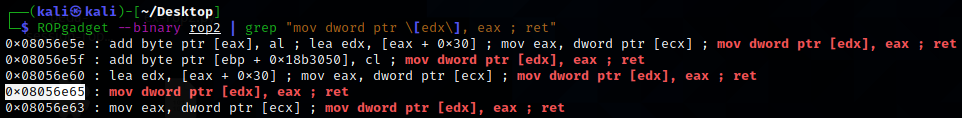 ┌──(kali㉿kali)-[~/Desktop]
└─$ ROPgadget --binary rop2 | grep "mov dword ptr \[edx\], eax ; ret"
0×08056e5e : add byte ptr [eax], al ; lea edx, [eax + 0×30] ; mov eax, dword ptr [ecx] ; mov dword ptr [edx], eax ; ret
0×08056e5f : add byte ptr [ebp + 0×18b3050], cl ; mov dword ptr [edx], eax ; ret
0×08056e60 : lea edx, [eax + 0×30] ; mov eax, dword ptr [ecx] ; mov dword ptr [edx], eax ; ret
0×08056e65 : mov dword ptr [edx], eax ; ret
0×08056e63 : mov eax, dword ptr [ecx] ; mov dword ptr [edx], eax ; ret